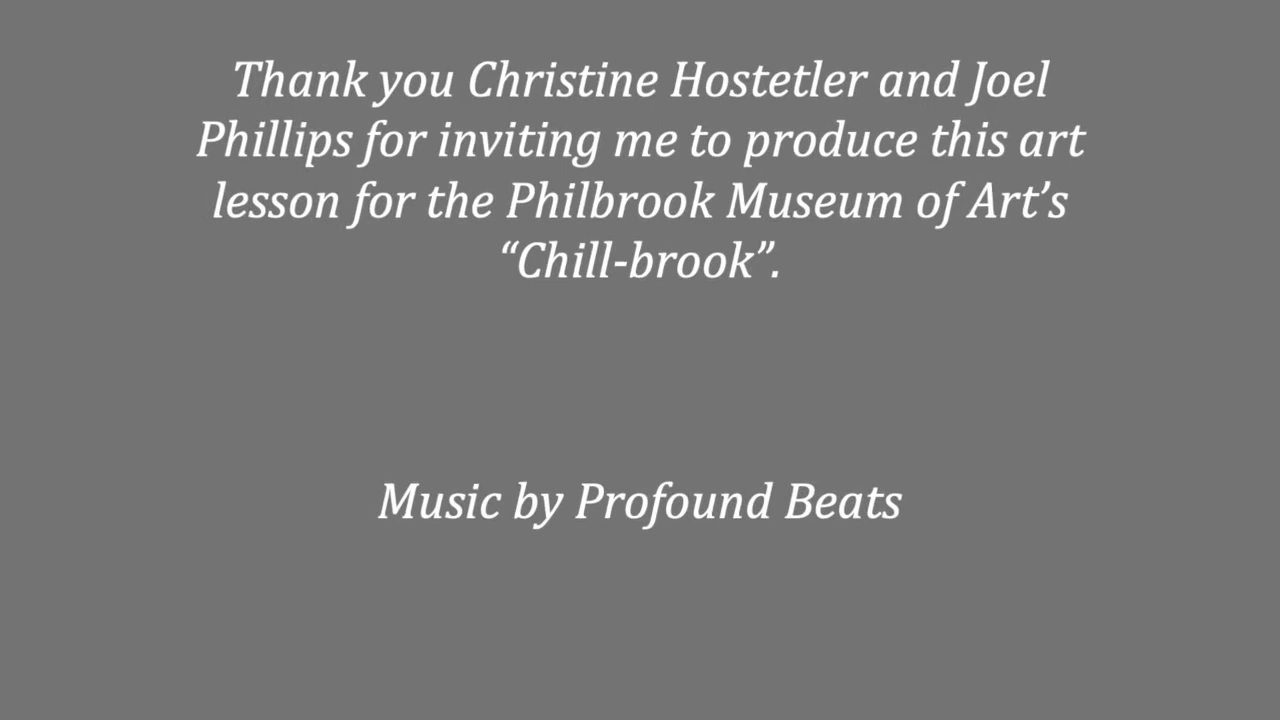 Thank you Christine Hostetler and Joel
Phillips for inviting me to produce this art
lesson for the Philbrook Museum of Art’s
“Chill-brook”.
Music by Profound Beats